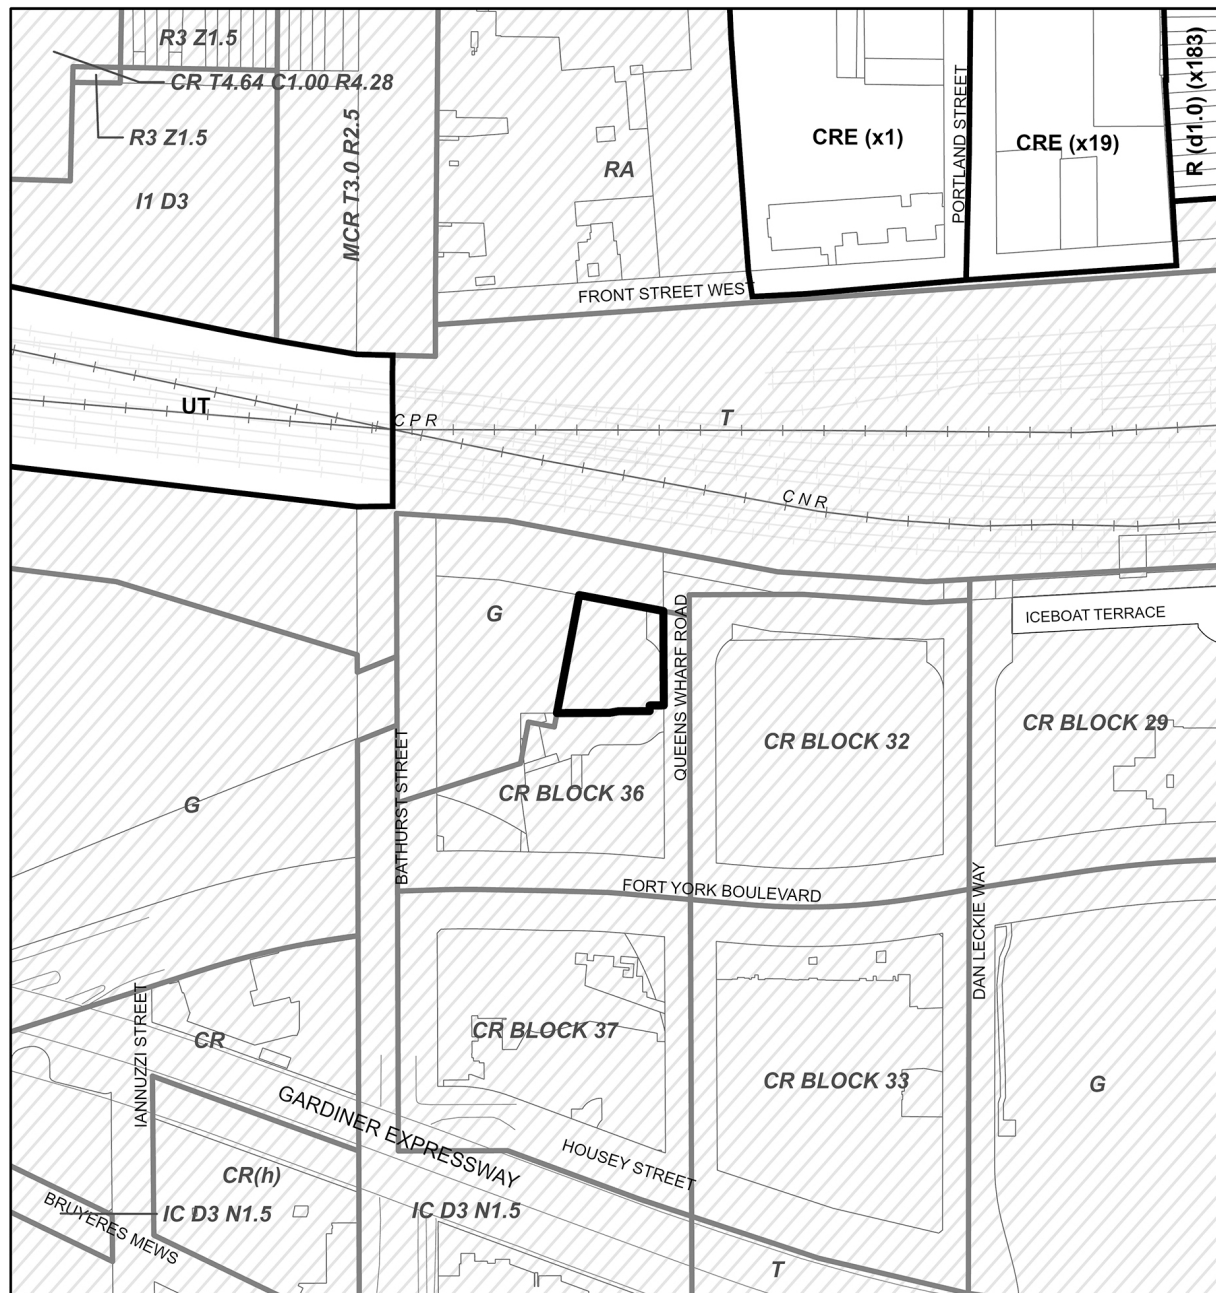 R3 Z1.5
CR T4.64 C1.00 R4.28
R3 Z1.5
I1 D3
MCR T3.0 R2.5
RA
CRE (x1)
PORTLAND STREET
CRE (x19)
R (d1.0) (x183)
FRONT STREET WEST
UT
CPR
T
CNR
G
QUEENS WHARF ROAD
ICEBOAT TERRACE
CR BLOCK 32
CR BLOCK 29
G
BATHURST STREET
CR BLOCK 36
FORT YORK BOULEVARD
DAN LECKIE WAY
IANNUZZI STREET
CR
CR BLOCK 37
CR BLOCK 33
G
GARDINER EXPRESSWAY
HOUSEY STREET
CR(h)
IC D3 N1.5
IC D3 N1.5
BRUYERES MEWS
T